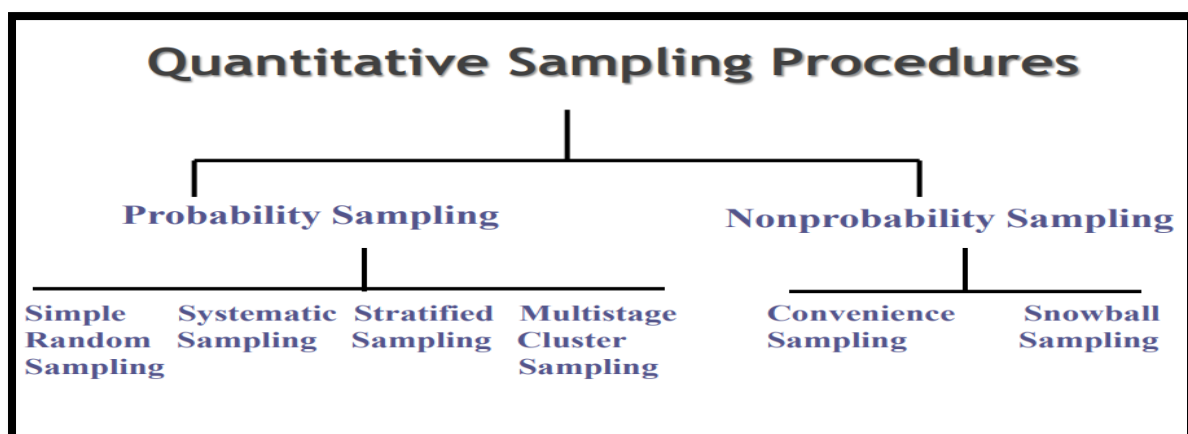 Quantitative Sampling Procedures
Probability Sampling
Nonprobability Sampling
Simple
Random
Sampling
Systematic
Sampling
Stratified
Sampling
Multistage
Cluster
Sampling
Convenience
Sampling
Snowball
Sampling